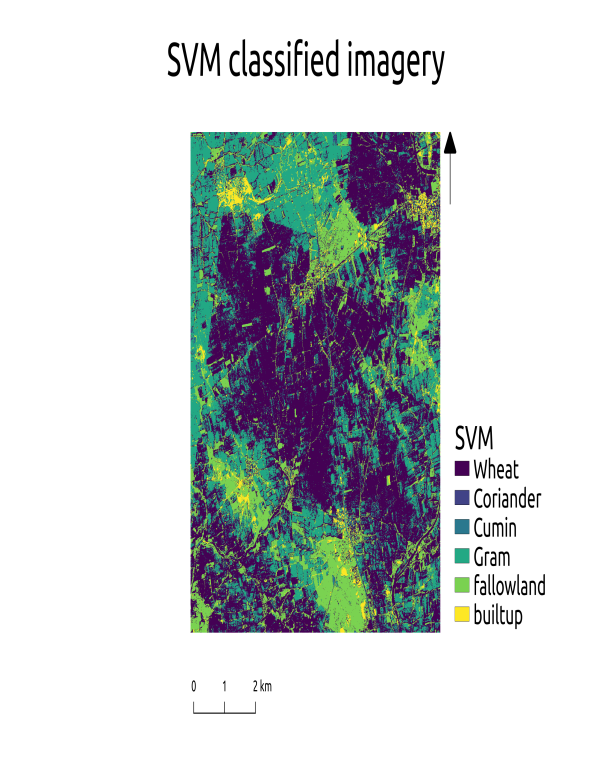 SVM classified imagery
SVM
Wheat
Coriander
Cumin
Gram
fallowland
builtup
0 1 2 km